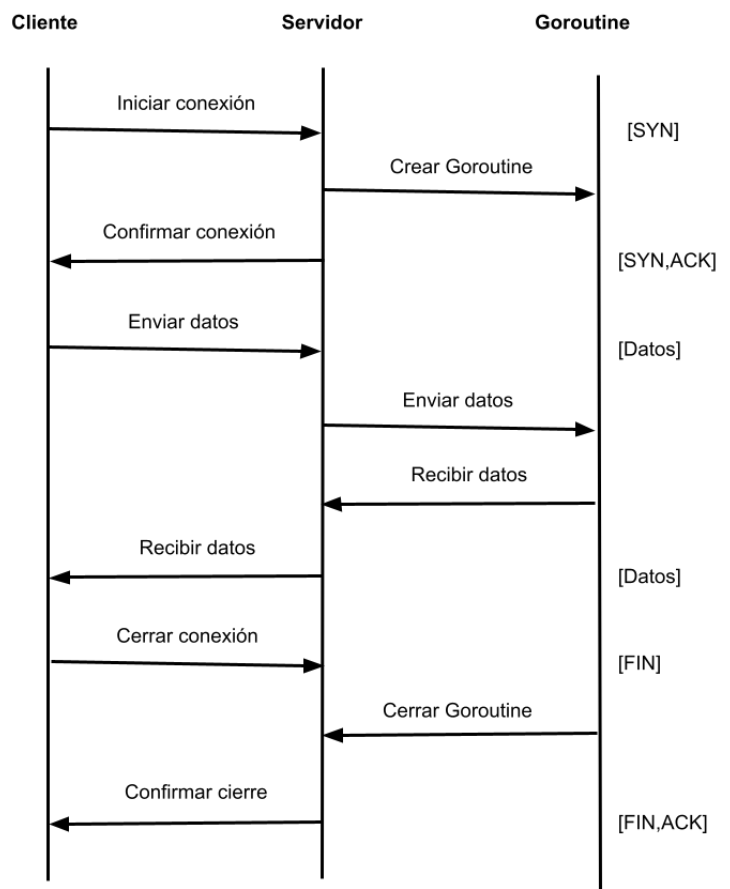 Cliente Servidor Goroutine
Iniciar conexión
[SYN]
Crear Goroutine
Confirmar conexión
[SYN,ACK]
Enviar datos
[Datos]
Enviar datos
Recibir datos
Recibir datos
[Datos]
Cerrar conexión
[FIN]
Cerrar Goroutine
Confirmar cierre
[FIN,ACK]